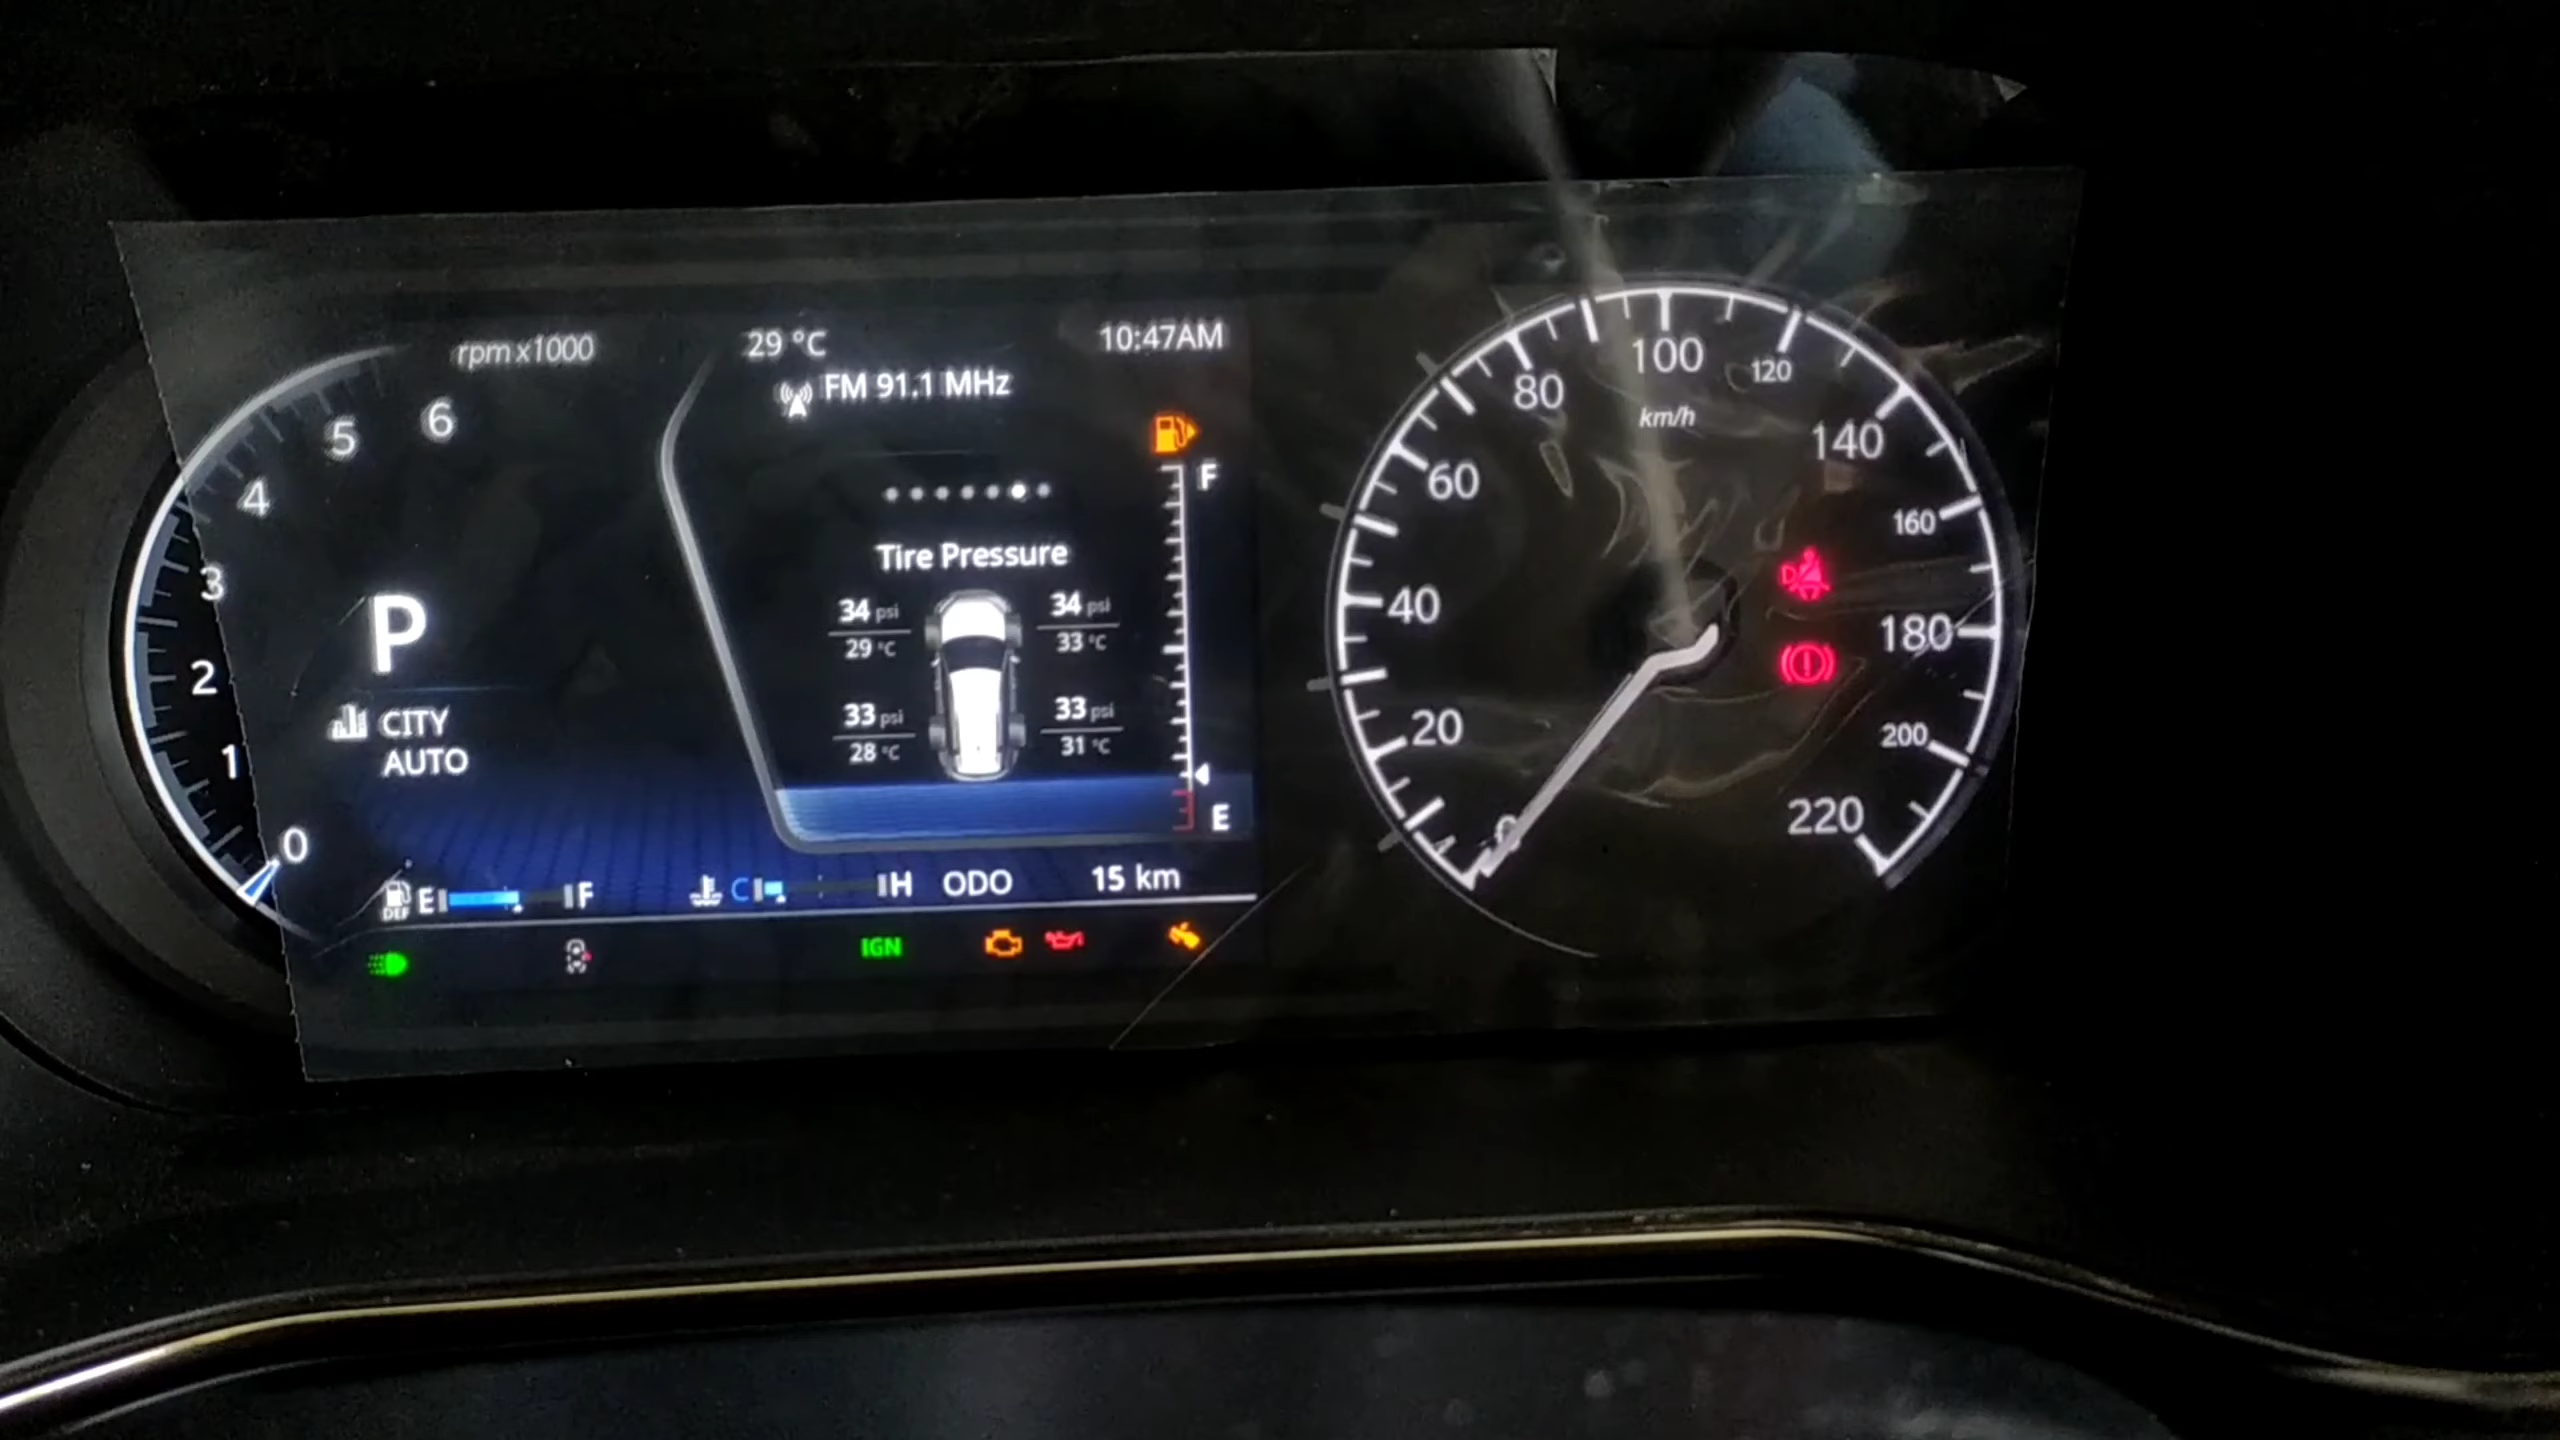 rpm x1000
29 °C
10:47AM
FM 91.1 MHz
6
5
4
3
2
1
0
P
CITY
AUTO
Tire Pressure
34 psi
29 °C
34 psi
33 °C
33 psi
28 °C
33 psi
31 °C
F
E
DEF
E
F
C
H
ODO
15 km
IGN
0
20
40
60
80
100
120
140
160
180
200
220
km/h
D